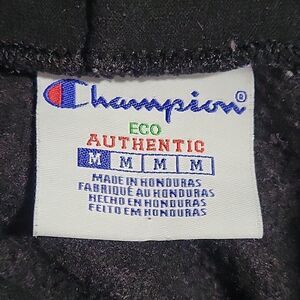 Champion®
ECO
AUTHENTIC
M M M M
MADE IN HONDURAS
FABRIQUÉ AU HONDURAS
HECHO EN HONDURAS
FEITO EM HONDURAS